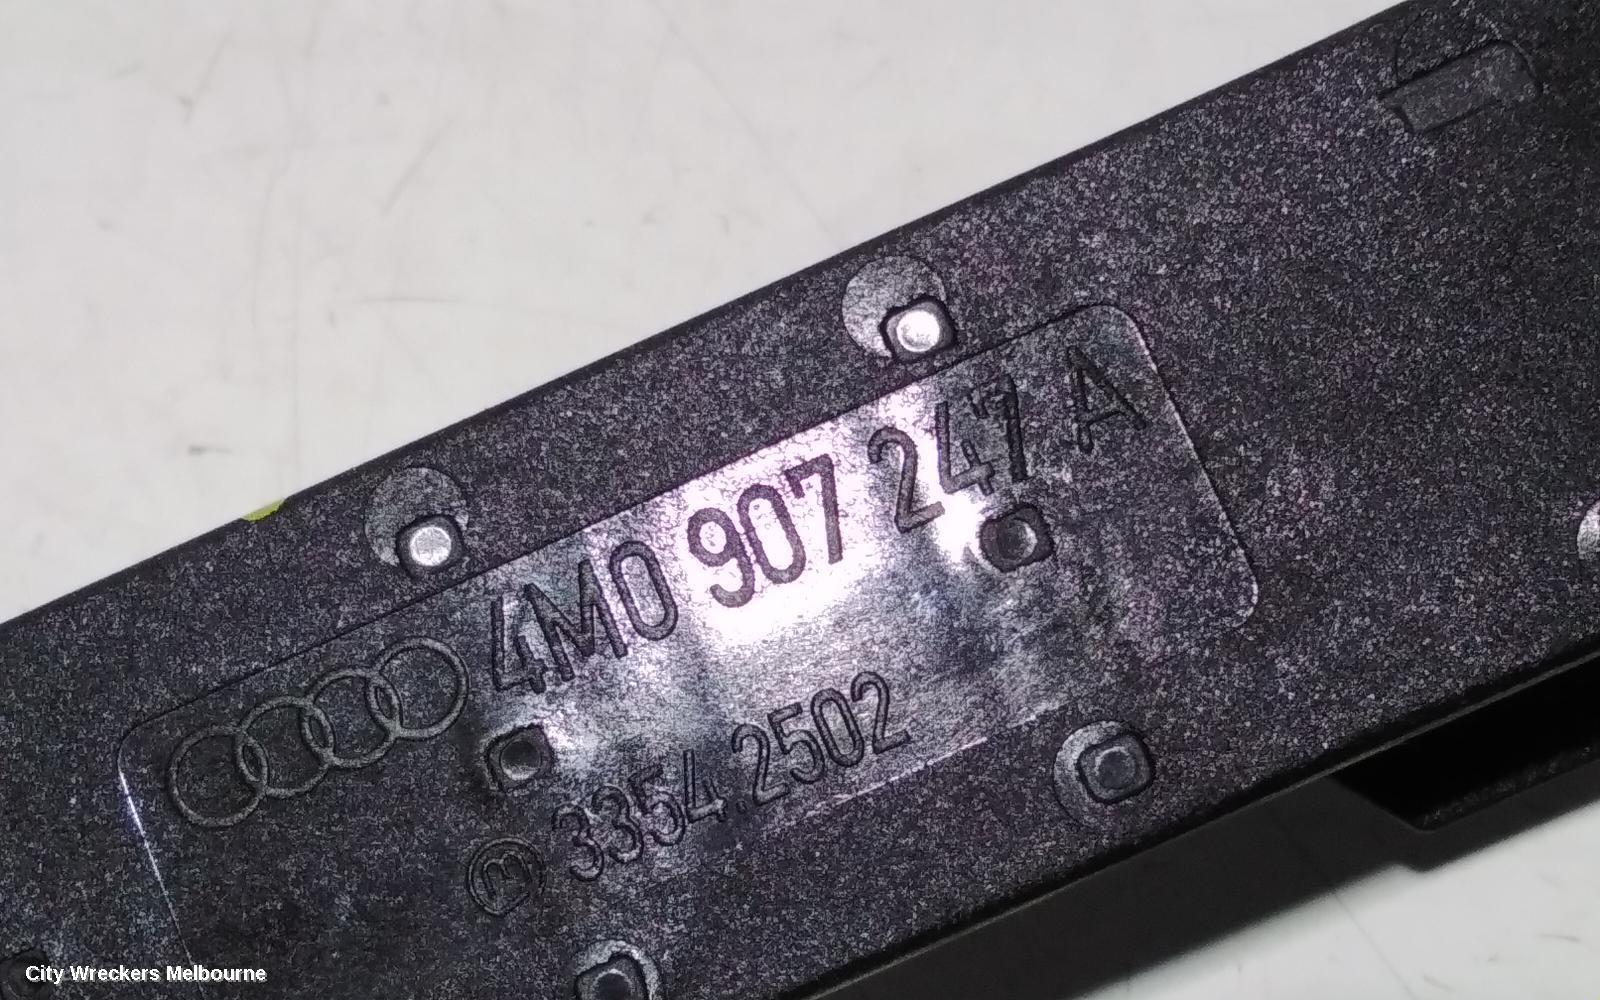 4M0 907 247 A
m 3354.2502
City Wreckers Melbourne